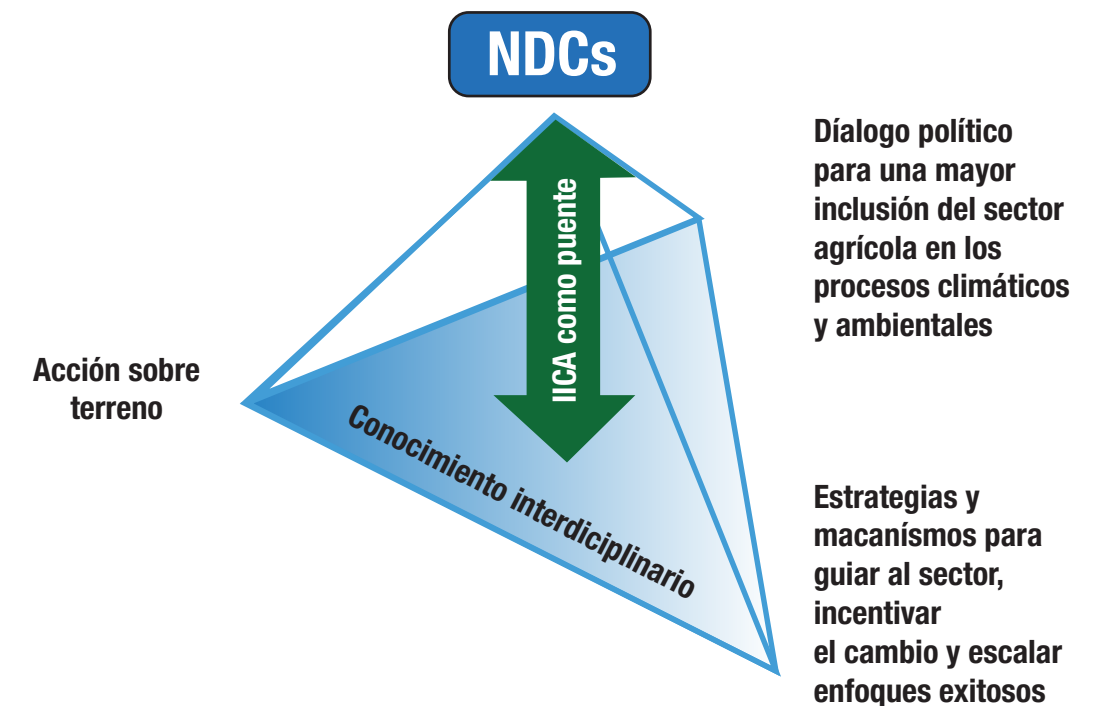 NDCs
Díalogo político
para una mayor
inclusión del sector
agrícola en los
procesos climáticos
y ambientales
IICA como puente
Acción sobre
terreno
Conocimiento interdiciplinario
Estrategias y
macanísmos para
guiar al sector,
incentivar
el cambio y escalar
enfoques exitosos